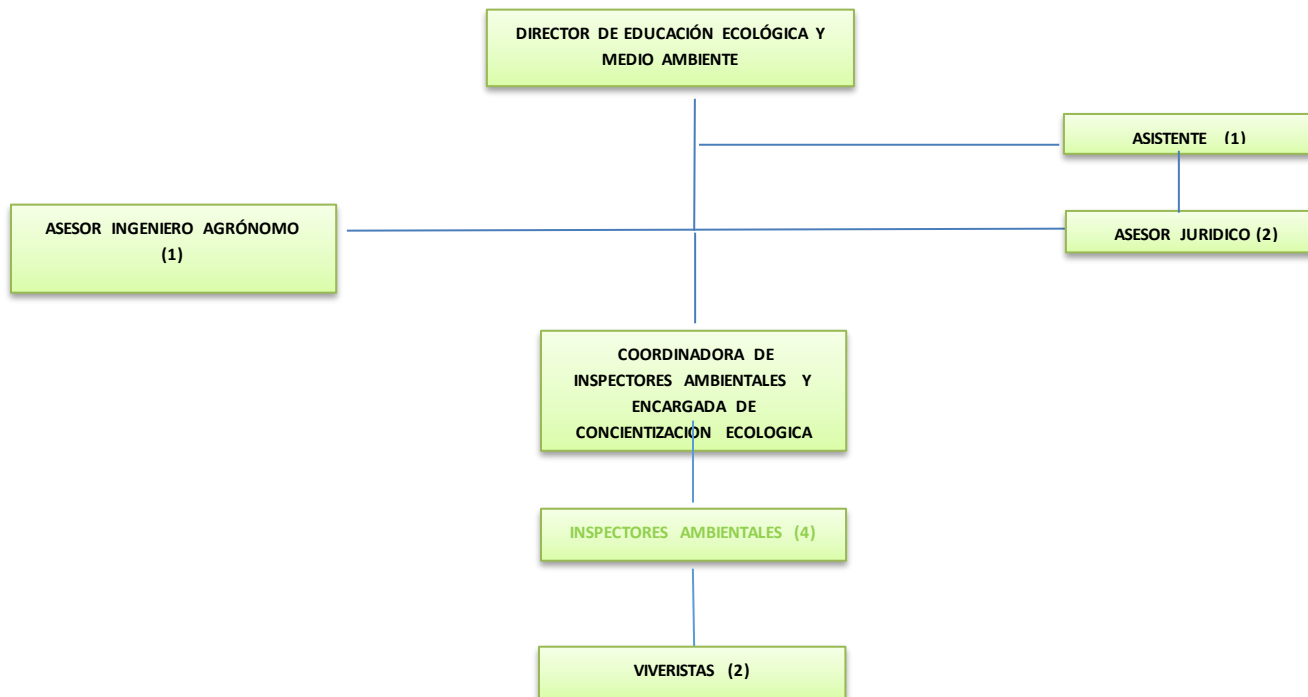 DIRECTOR DE EDUCACIÓN ECOLÓGICA Y
MEDIO AMBIENTE
ASISTENTE (1)
ASESOR INGENIERO AGRÓNOMO
(1)
ASESOR JURIDICO (2)
COORDINADORA DE
INSPECTORES AMBIENTALES Y
ENCARGADA DE
CONCIENTIZACIÓN ECOLOGICA
INSPECTORES AMBIENTALES (4)
VIVERISTAS (2)